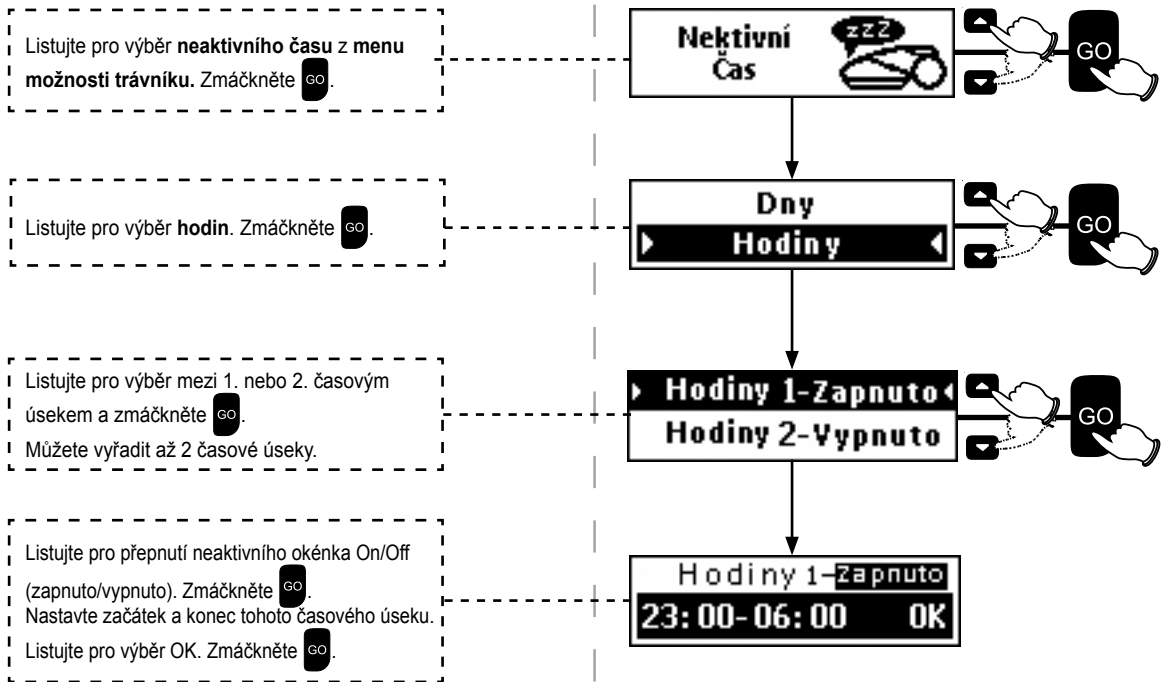 Listujte pro výběr neaktivního času z menu
možnosti trávníku. Zmáčkněte GO.
Nektivní
Čas
zzZ
GO
Listujte pro výběr hodin. Zmáčkněte GO.
Dny
Hodiny
GO
Listujte pro výběr mezi 1. nebo 2. časovým
úsekem a zmáčkněte GO.
Můžete vyřadit až 2 časové úseky.
Hodiny 1-Zapnuto
Hodiny 2-Vypnuto
GO
Listujte pro přepnutí neaktivního okénka On/Off
(zapnuto/vypnuto). Zmáčkněte GO.
Nastavte začátek a konec tohoto časového úseku.
Listujte pro výběr OK. Zmáčkněte GO.
Hodiny 1-Zapnuto
23:00-06:00 OK